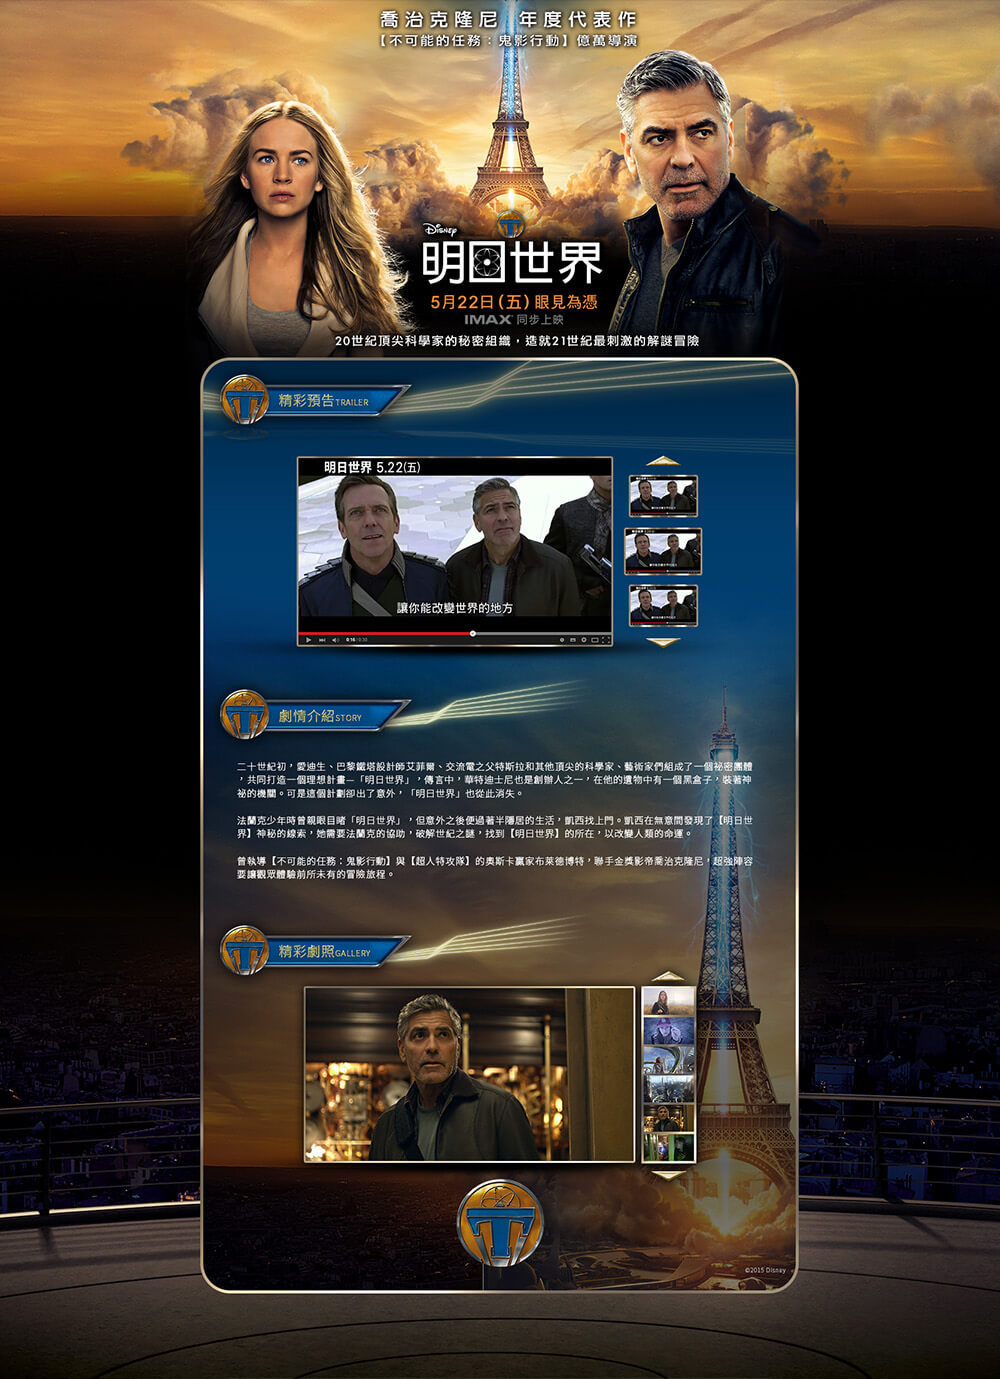 喬治克隆尼 年度代表作
【不可能的任務：鬼影行動】億萬導演
Disney
明日世界
5月22日(五)眼見為憑
IMAX 同步上映
20世紀頂尖科學家的秘密組織，造就21世紀最刺激的解謎冒險
精彩預告TRAILER
明日世界 5.22(五)
讓你能改變世界的地方
0:16 / 0:30
劇情介紹STORY
二十世紀初，愛迪生、巴黎鐵塔設計師艾菲爾、交流電之父特斯拉和其他頂尖的科學家、藝術家們組成了一個祕密團體
，共同打造一個理想計畫—「明日世界」，傳言中，華特迪士尼也是創辦人之一，在他的遺物中有一個黑盒子，裝著神
祕的機關。可是這個計劃卻出了意外，「明日世界」也從此消失。
法蘭克少年時曾親眼目睹「明日世界」，但意外之後便過著半隱居的生活，凱西找上門。凱西在無意間發現了【明日世
界】神秘的線索，她需要法蘭克的協助，破解世紀之謎，找到【明日世界】的所在，以改變人類的命運。
曾執導【不可能的任務：鬼影行動】與【超人特攻隊】的奧斯卡贏家布萊德博特，聯手金獎影帝喬治克隆尼，超強陣容
要讓觀眾體驗前所未有的冒險旅程。
精彩劇照GALLERY
©2015 Disney